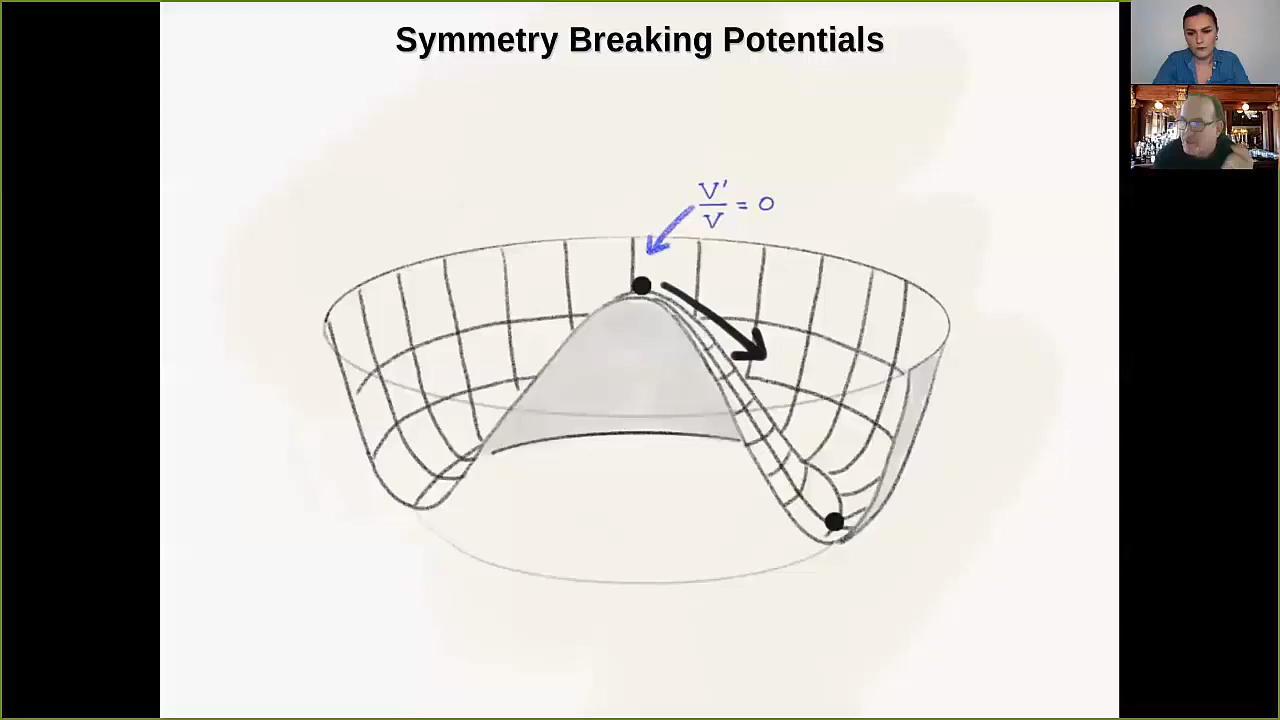 Symmetry Breaking Potentials
V'
V
= 0